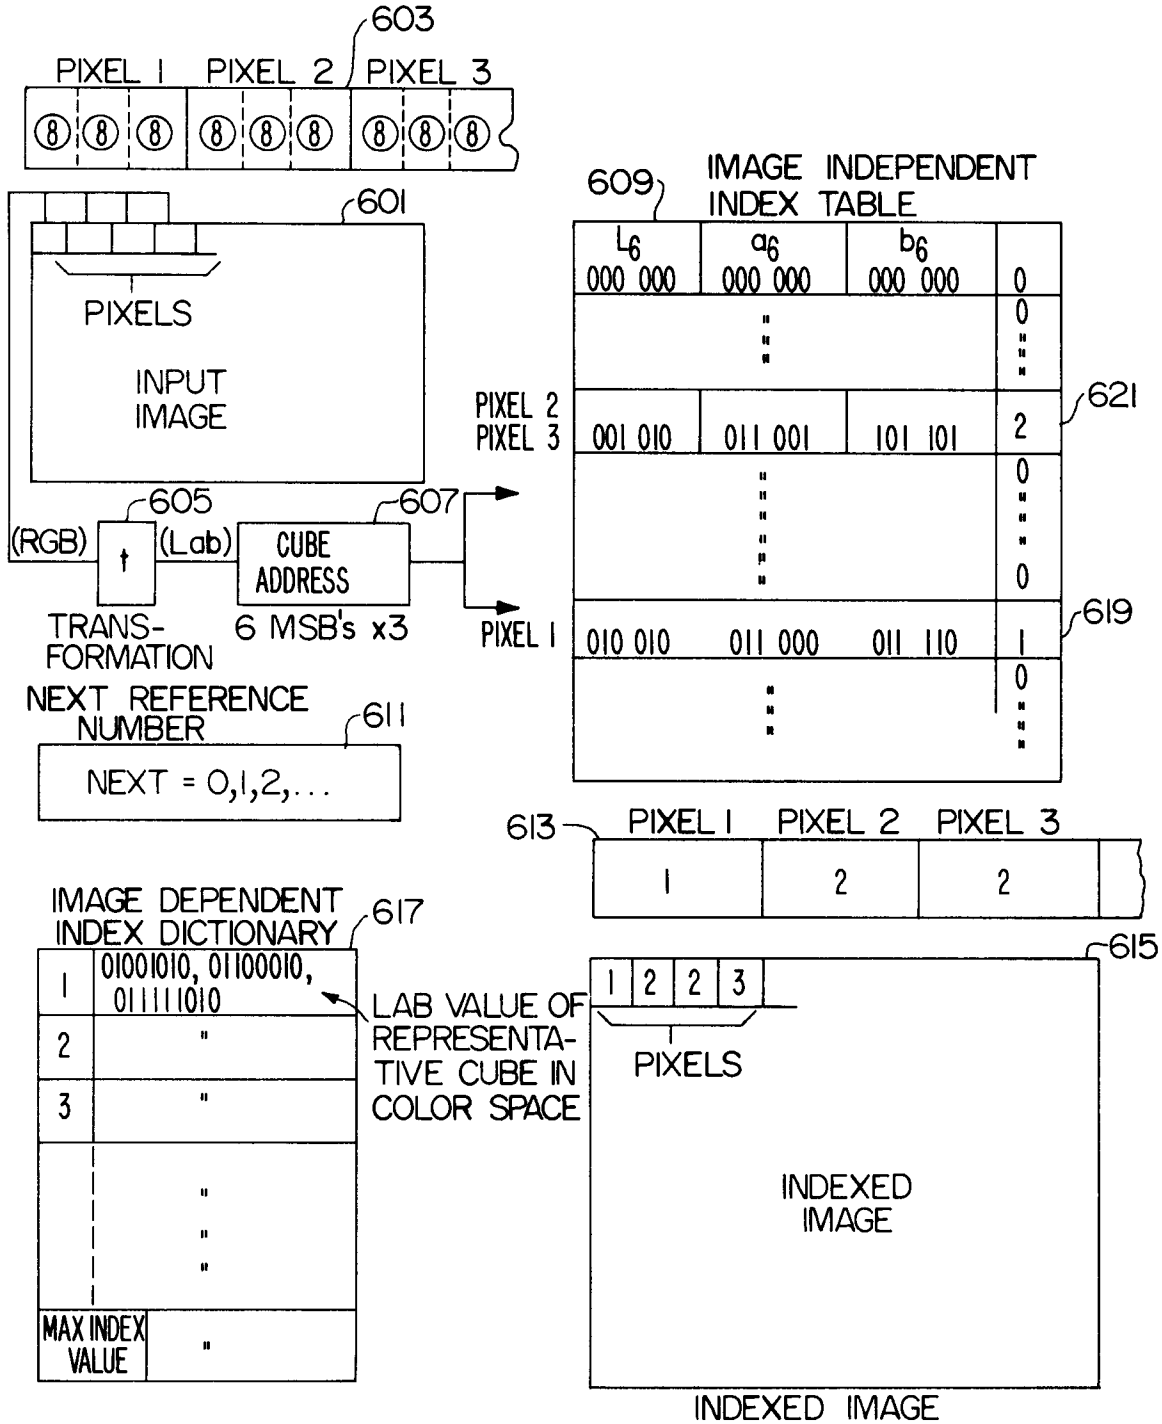 603
PIXEL 1 PIXEL 2 PIXEL 3
8 8 8 8 8 8 8 8 8
601
PIXELS
INPUT
IMAGE
605
607
(RGB)
t
(Lab)
CUBE
ADDRESS
TRANS-
FORMATION
6 MSB's x3
IMAGE INDEPENDENT
INDEX TABLE
609
L6 a6 b6
000 000 000 000 000 000 0
" 0
" "
" "
"
621
PIXEL 2
PIXEL 3 001 010 011 001 101 101 2
" 0
" "
" "
" "
"
" 0
619
PIXEL 1 010 010 011 000 011 110 1
" 0
" "
" "
"
NEXT REFERENCE
NUMBER
611
NEXT = 0,1,2,...
613
PIXEL 1 PIXEL 2 PIXEL 3
1 2 2
IMAGE DEPENDENT
INDEX DICTIONARY
617
1 01001010, 01100010,
011111010
2 "
3 "
"
"
"
MAX INDEX
VALUE "
LAB VALUE OF
REPRESENTA-
TIVE CUBE IN
COLOR SPACE
615
1 2 2 3
PIXELS
INDEXED
IMAGE
INDEXED IMAGE